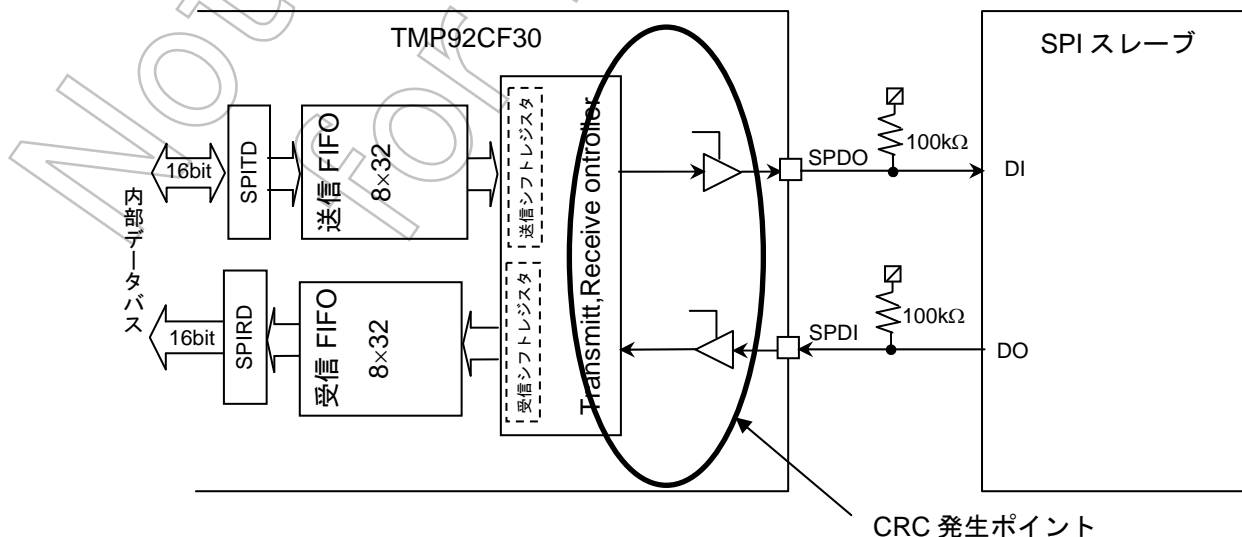 TMP92CF30
SPI スレーブ
内部データバス
16bit
SPITD
送信 FIFO
8×32
送信シフトレジスタ
Transmitt,Receive ontroller
SPDO
100kΩ
DI
16bit
SPIRD
受信 FIFO
8×32
受信シフトレジスタ
SPDI
100kΩ
DO
CRC 発生ポイント
Not
for